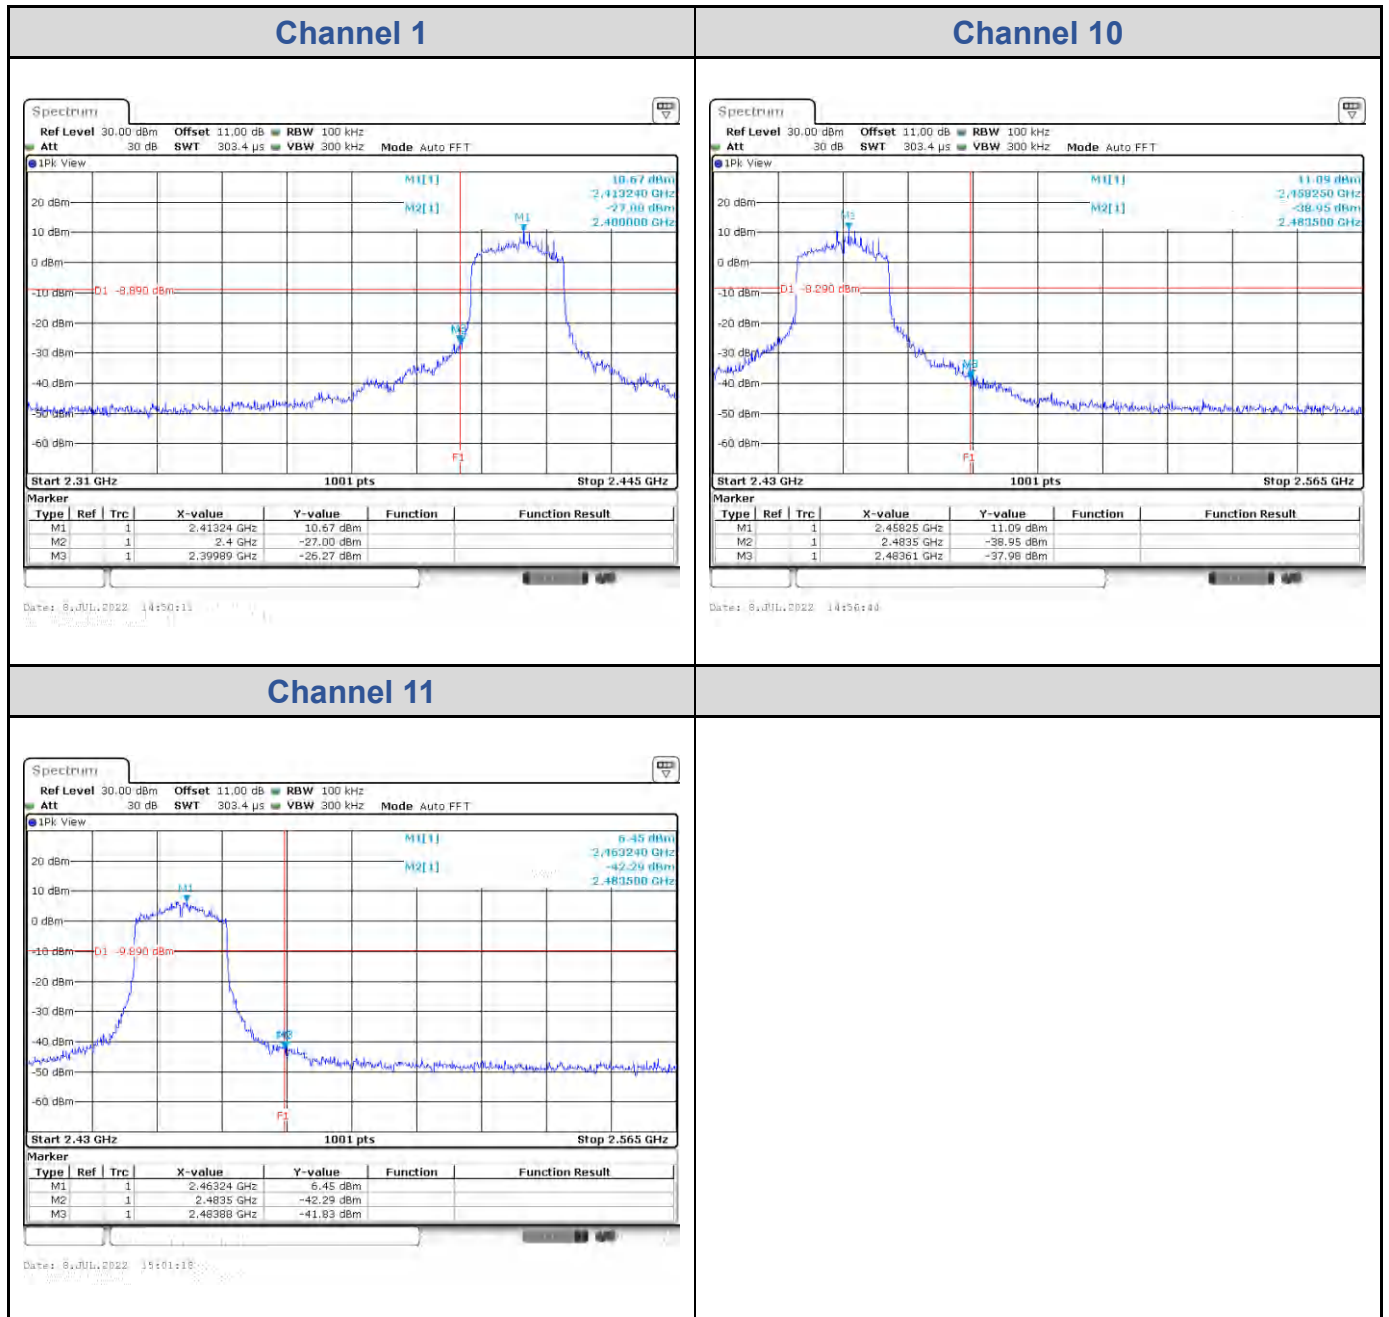 Channel 1
Spectrum
Ref Level 30.00 dBm Offset 11.00 dB RBW 100 kHz
Att 30 dB SWT 303.4 µs VBW 300 kHz Mode Auto FFT
1Pk View
M1[1] 10.67 dBm
2.413240 GHz
M2[1] -27.00 dBm
2.400000 GHz
20 dBm
M1
10 dBm
0 dBm
-10 dBm
D1 -8.890 dBm
-20 dBm
-30 dBm
-40 dBm
-50 dBm
-60 dBm
F1
Start 2.31 GHz 1001 pts Stop 2.445 GHz
Marker
Type Ref Trc X-value Y-value Function Function Result
M1 1 2.41324 GHz 10.67 dBm
M2 1 2.4 GHz -27.00 dBm
M3 1 2.39989 GHz -26.27 dBm
Date: 8.JUL.2022 14:50:11
Channel 10
Spectrum
Ref Level 30.00 dBm Offset 11.00 dB RBW 100 kHz
Att 30 dB SWT 303.4 µs VBW 300 kHz Mode Auto FFT
1Pk View
M1[1] 11.09 dBm
2.458250 GHz
M2[1] -38.95 dBm
2.483500 GHz
20 dBm
M1
10 dBm
0 dBm
-10 dBm
D1 -8.290 dBm
-20 dBm
-30 dBm
-40 dBm
-50 dBm
-60 dBm
F1
Start 2.43 GHz 1001 pts Stop 2.565 GHz
Marker
Type Ref Trc X-value Y-value Function Function Result
M1 1 2.45825 GHz 11.09 dBm
M2 1 2.4835 GHz -38.95 dBm
M3 1 2.48361 GHz -37.98 dBm
Date: 8.JUL.2022 14:56:44
Channel 11
Spectrum
Ref Level 30.00 dBm Offset 11.00 dB RBW 100 kHz
Att 30 dB SWT 303.4 µs VBW 300 kHz Mode Auto FFT
1Pk View
M1[1] 6.45 dBm
2.463240 GHz
M2[1] -42.29 dBm
2.483500 GHz
20 dBm
M1
10 dBm
0 dBm
-10 dBm
D1 -9.890 dBm
-20 dBm
-30 dBm
-40 dBm
-50 dBm
-60 dBm
F1
Start 2.43 GHz 1001 pts Stop 2.565 GHz
Marker
Type Ref Trc X-value Y-value Function Function Result
M1 1 2.46324 GHz 6.45 dBm
M2 1 2.4835 GHz -42.29 dBm
M3 1 2.48388 GHz -41.83 dBm
Date: 8.JUL.2022 15:01:18